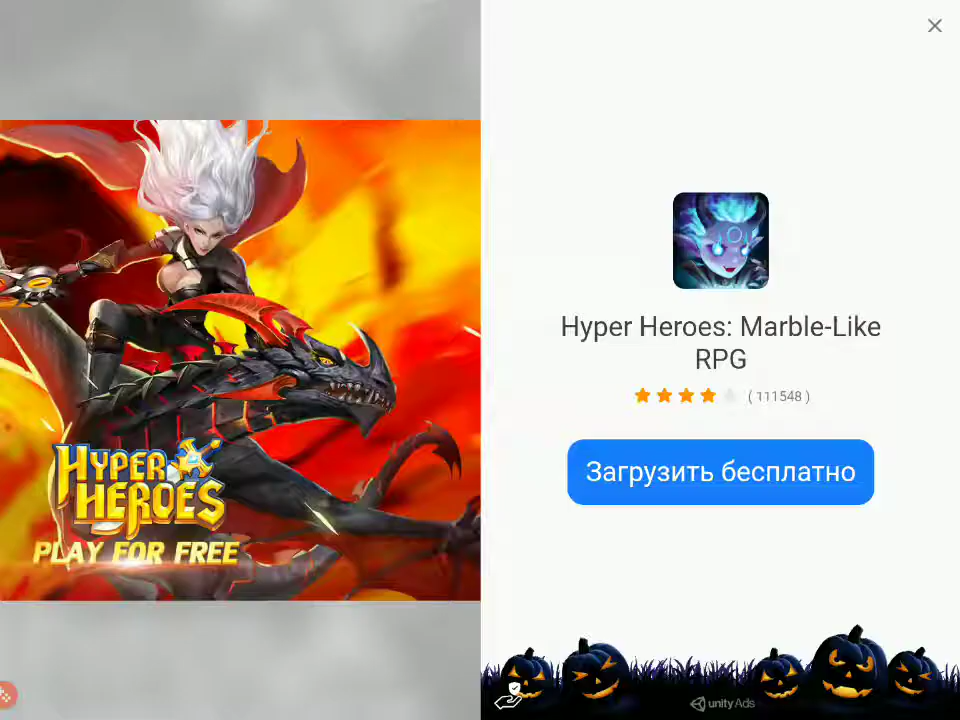 HYPER
HEROES
PLAY FOR FREE
Hyper Heroes: Marble-Like
RPG
( 111548 )
Загрузить бесплатно
unity Ads